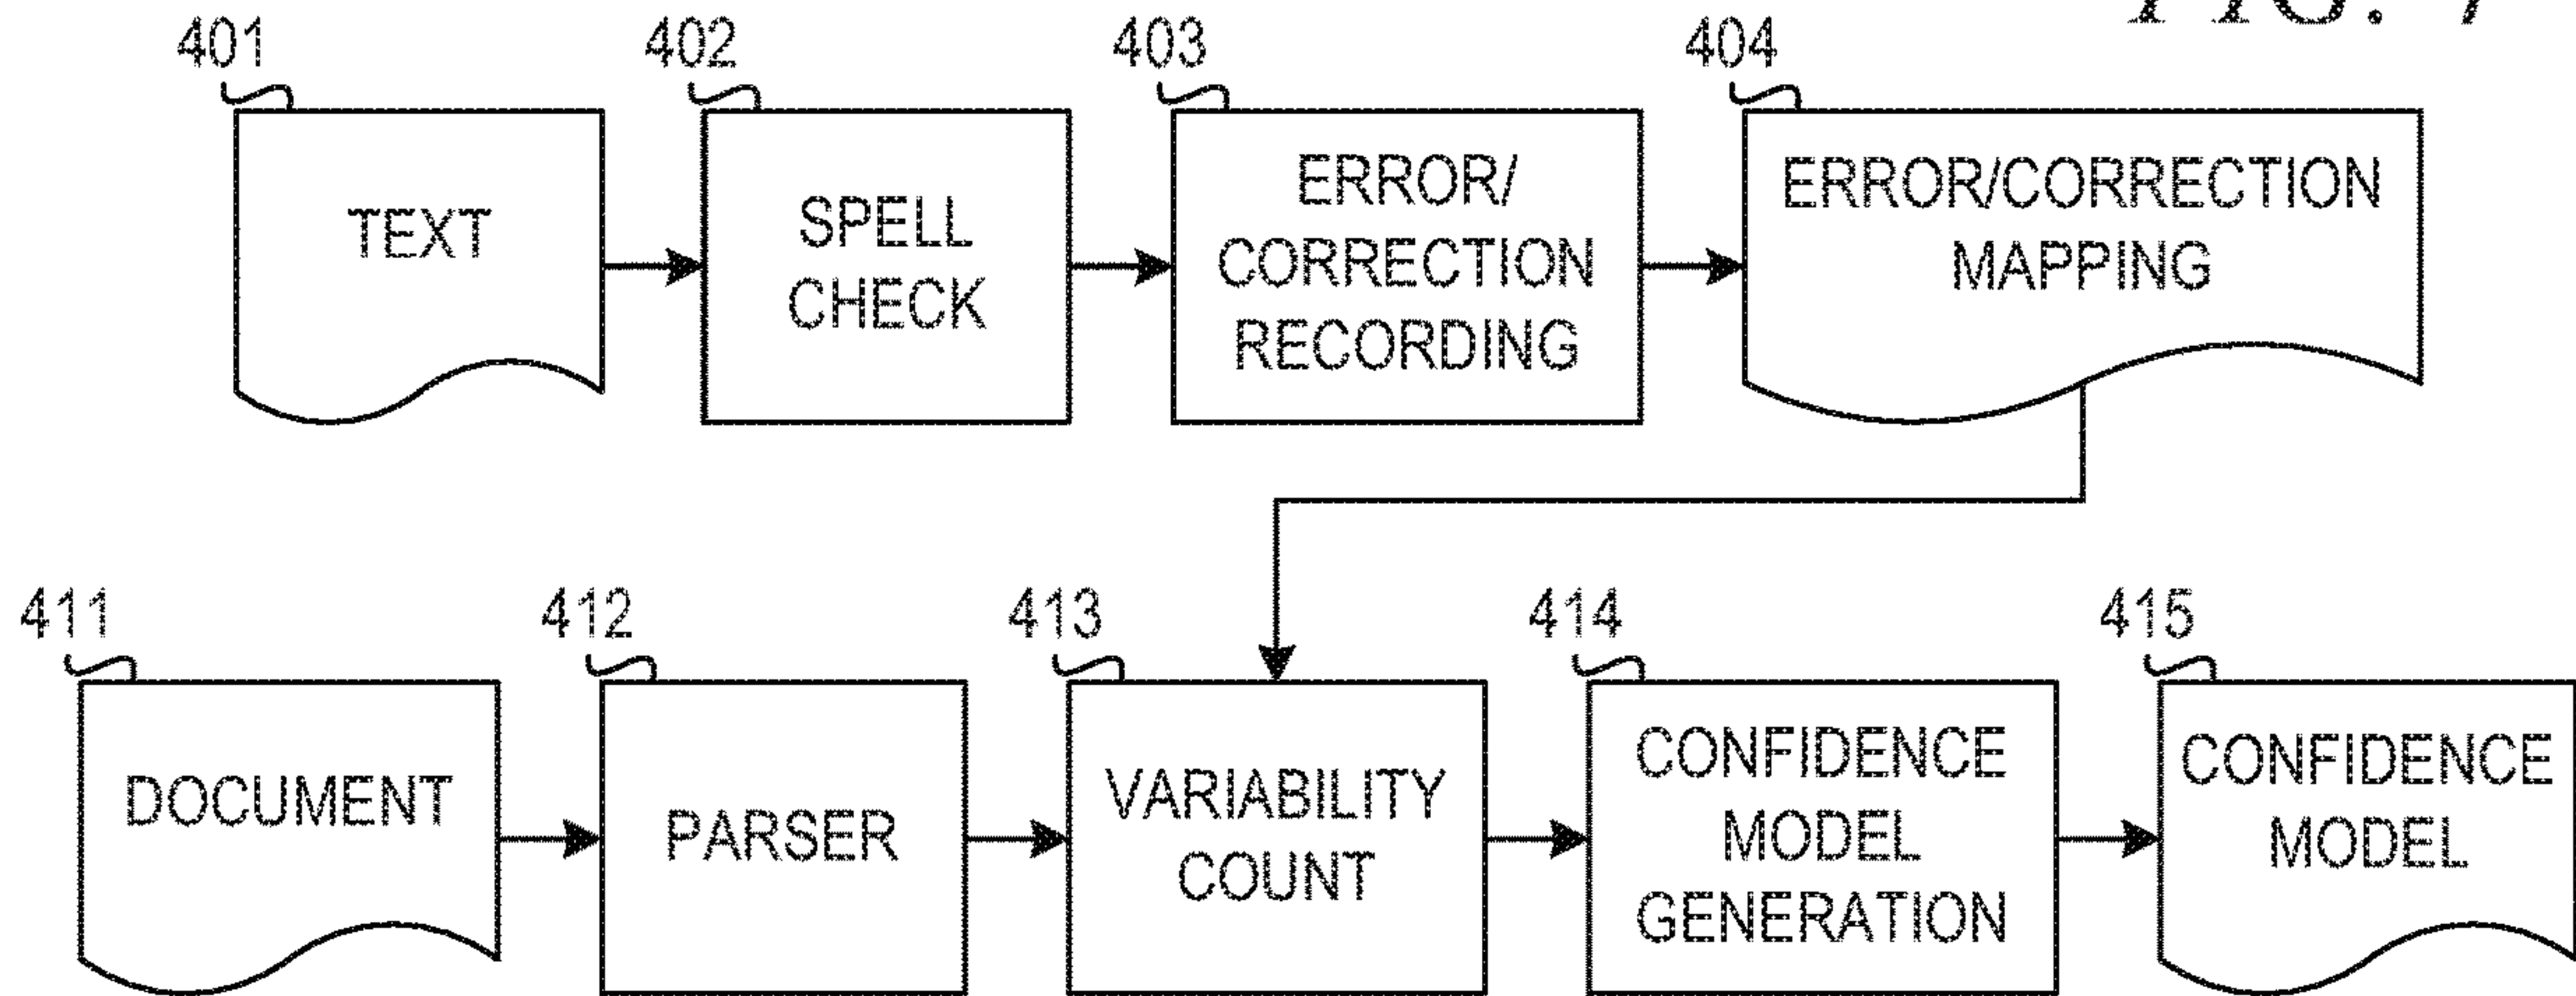 FIG.
401
402
403
404
TEXT
SPELL
CHECK
ERROR/
CORRECTION
RECORDING
ERROR/CORRECTION
MAPPING
411
412
413
414
415
DOCUMENT
PARSER
VARIABILITY
COUNT
CONFIDENCE
MODEL
GENERATION
CONFIDENCE
MODEL